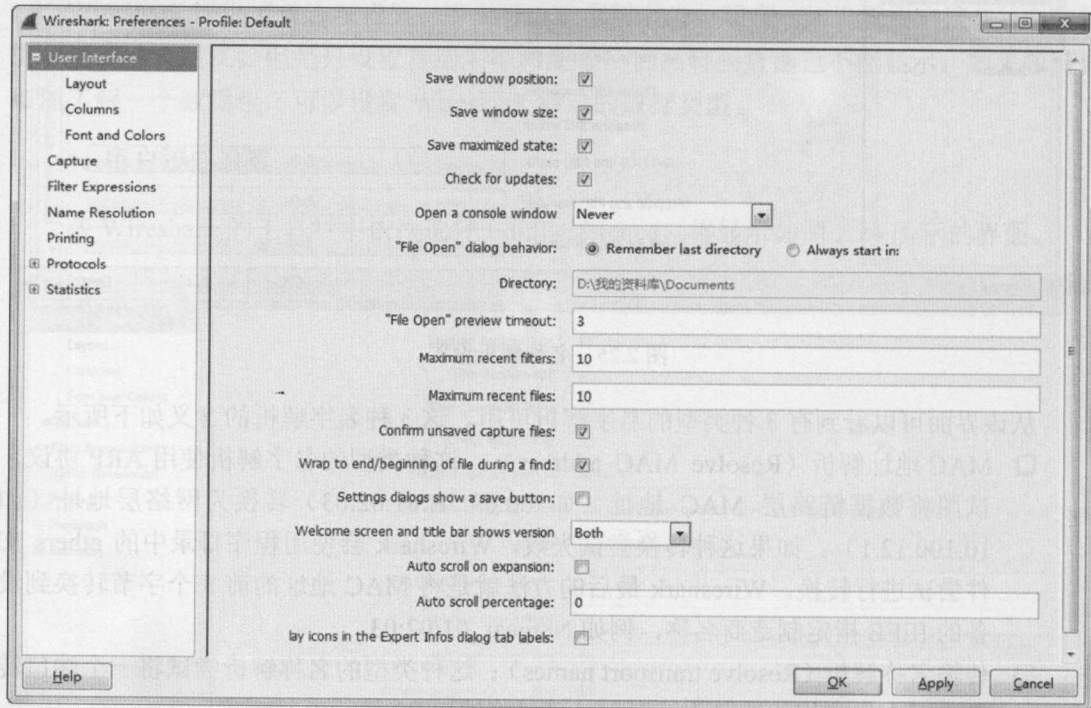 Wireshark: Preferences - Profile: Default
User Interface
Layout
Columns
Font and Colors
Capture
Filter Expressions
Name Resolution
Printing
Protocols
Statistics
Save window position:
Save window size:
Save maximized state:
Check for updates:
Open a console window Never
"File Open" dialog behavior: Remember last directory Always start in:
Directory: D:\我的资料库\Documents
"File Open" preview timeout: 3
Maximum recent filters: 10
Maximum recent files: 10
Confirm unsaved capture files:
Wrap to end/beginning of file during a find:
Settings dialogs show a save button:
Welcome screen and title bar shows version Both
Auto scroll on expansion:
Auto scroll percentage: 0
lay icons in the Expert Infos dialog tab labels:
Help OK Apply Cancel